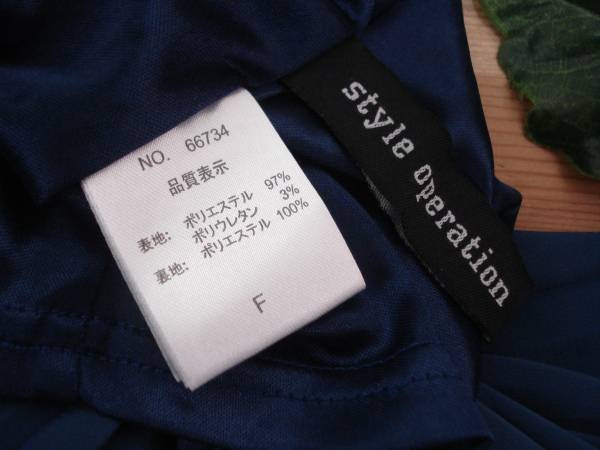 NO. 66734
品質表示
表地: ポリエステル 97%
ポリウレタン 3%
裏地: ポリエステル 100%
F
style operation